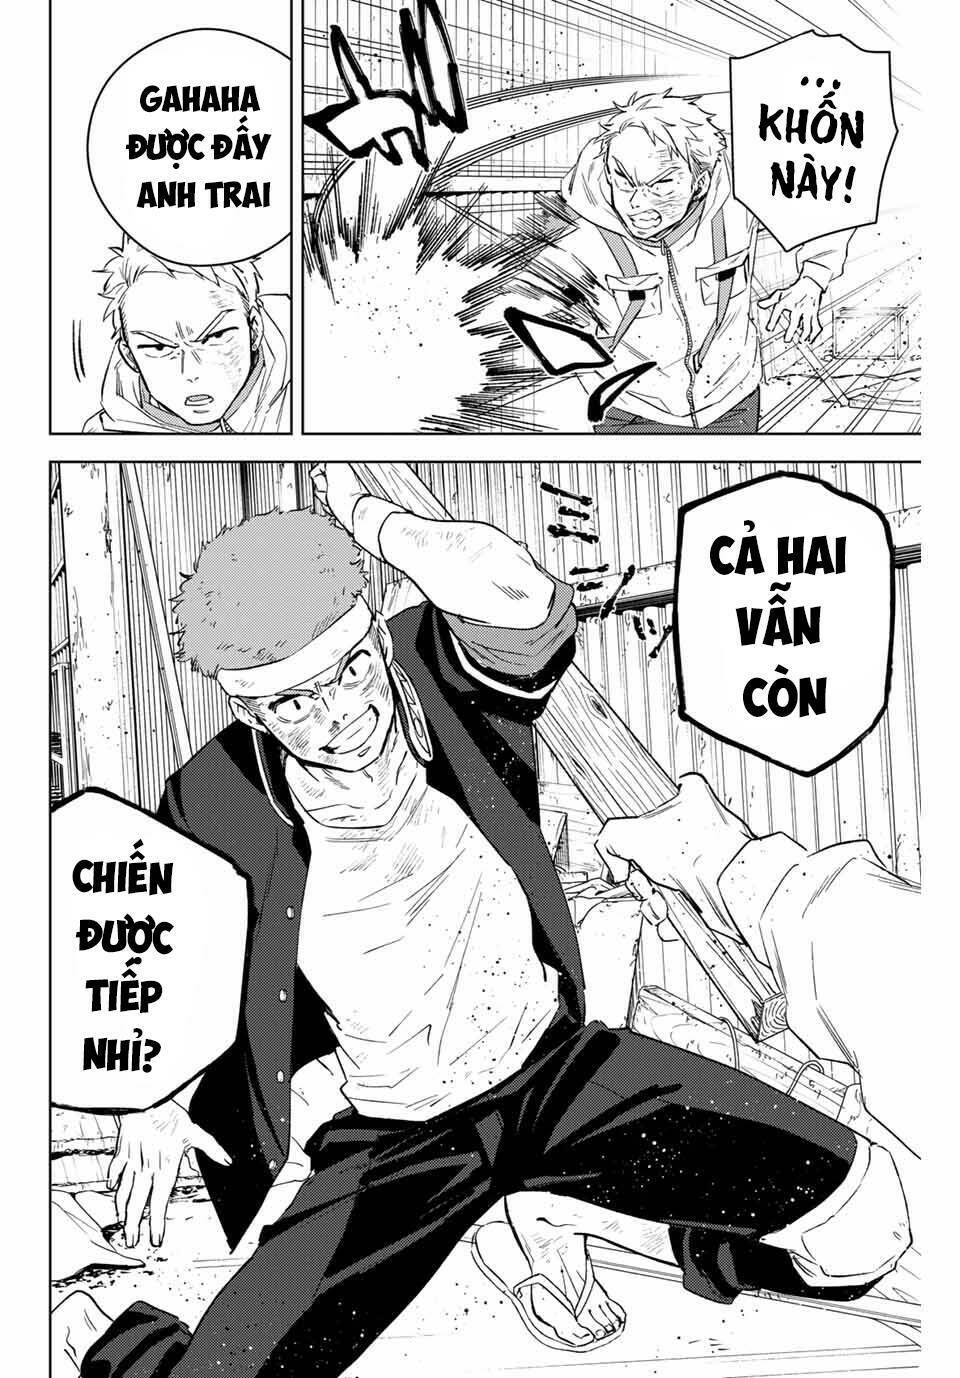 ...
KHỐN
NÀY!
GAHAHA
ĐƯỢC ĐẤY
ANH TRAI
CẢ HAI
VẪN
CÒN
CHIẾN
ĐƯỢC
TIẾP
NHỈ?